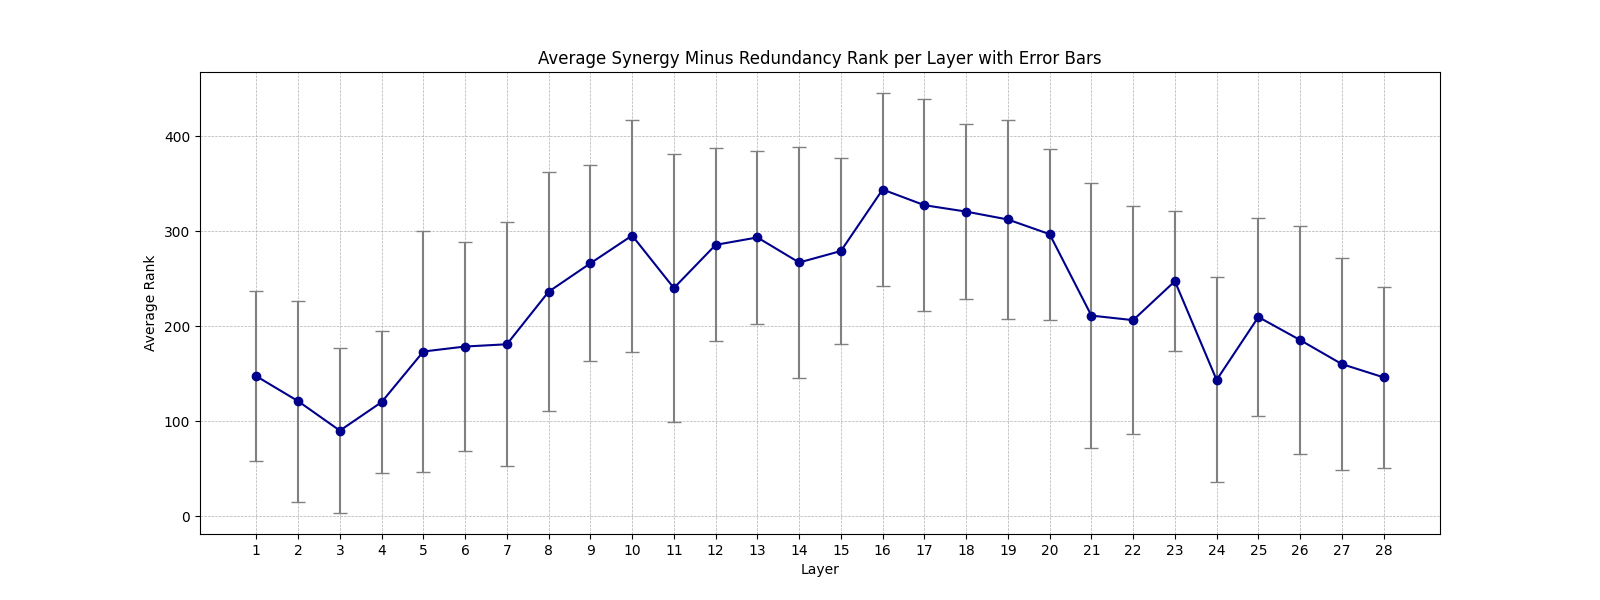 Average Synergy Minus Redundancy Rank per Layer with Error Bars
Average Rank
400
300
200
100
0
1 2 3 4 5 6 7 8 9 10 11 12 13 14 15 16 17 18 19 20 21 22 23 24 25 26 27 28
Layer